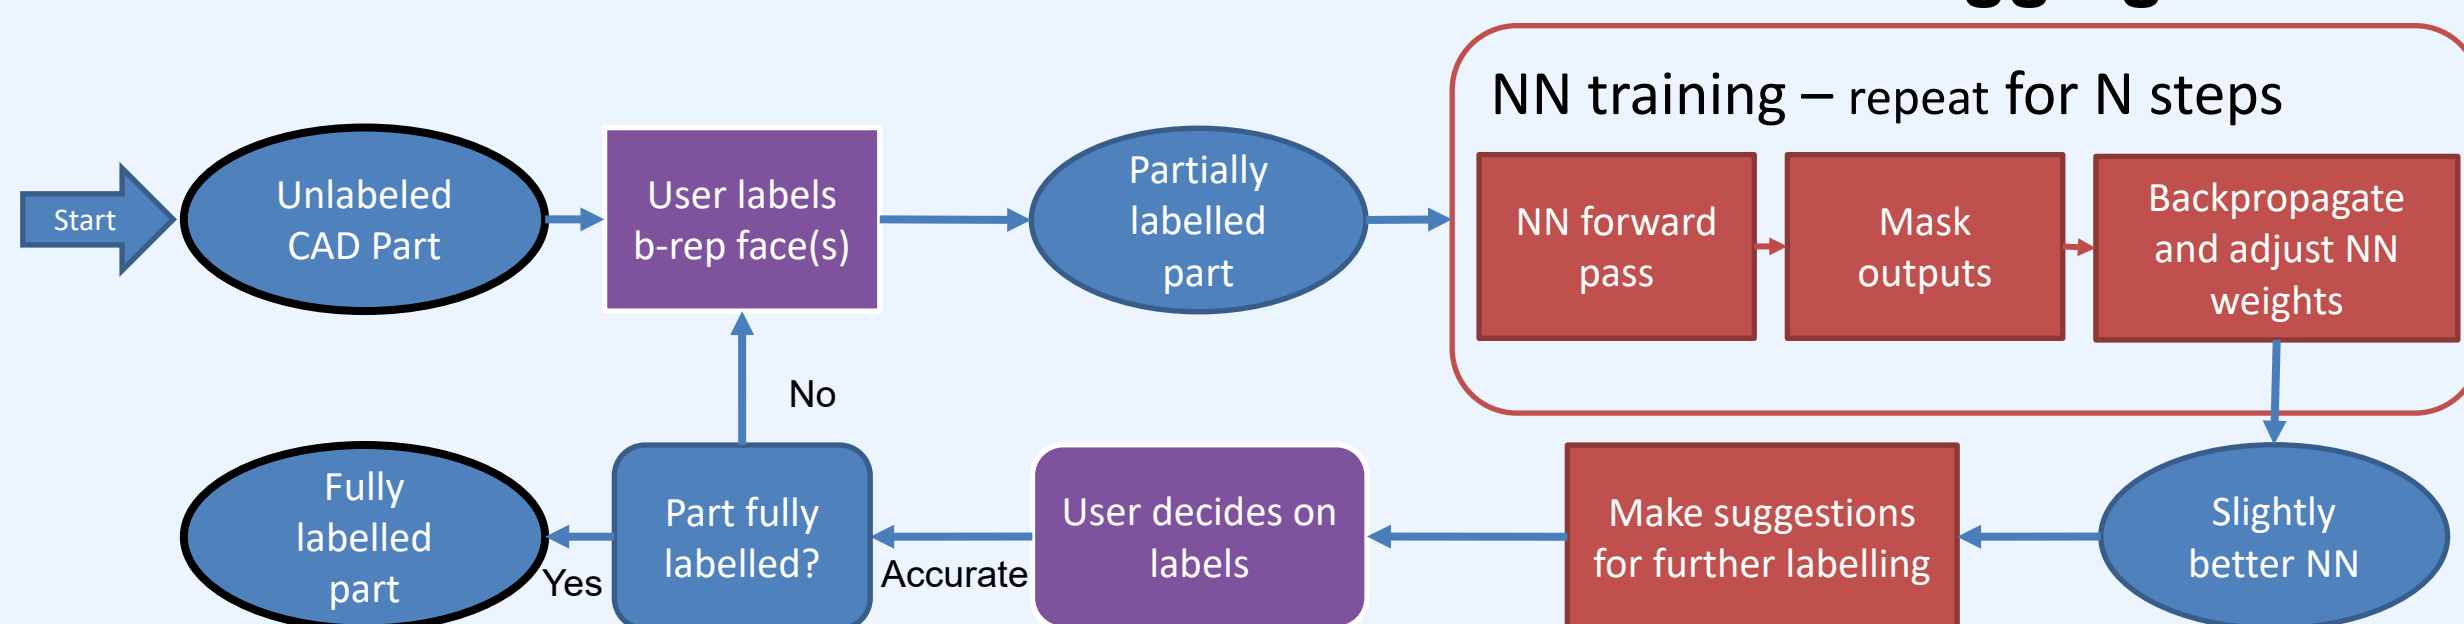 NN training – repeat for N steps
Start
Unlabeled
CAD Part
User labels
b-rep face(s)
Partially
labelled
part
NN forward
pass
Mask
outputs
Backpropagate
and adjust NN
weights
No
Fully
labelled
part
Yes
Part fully
labelled?
Accurate
User decides on
labels
Make suggestions
for further labelling
Slightly
better NN